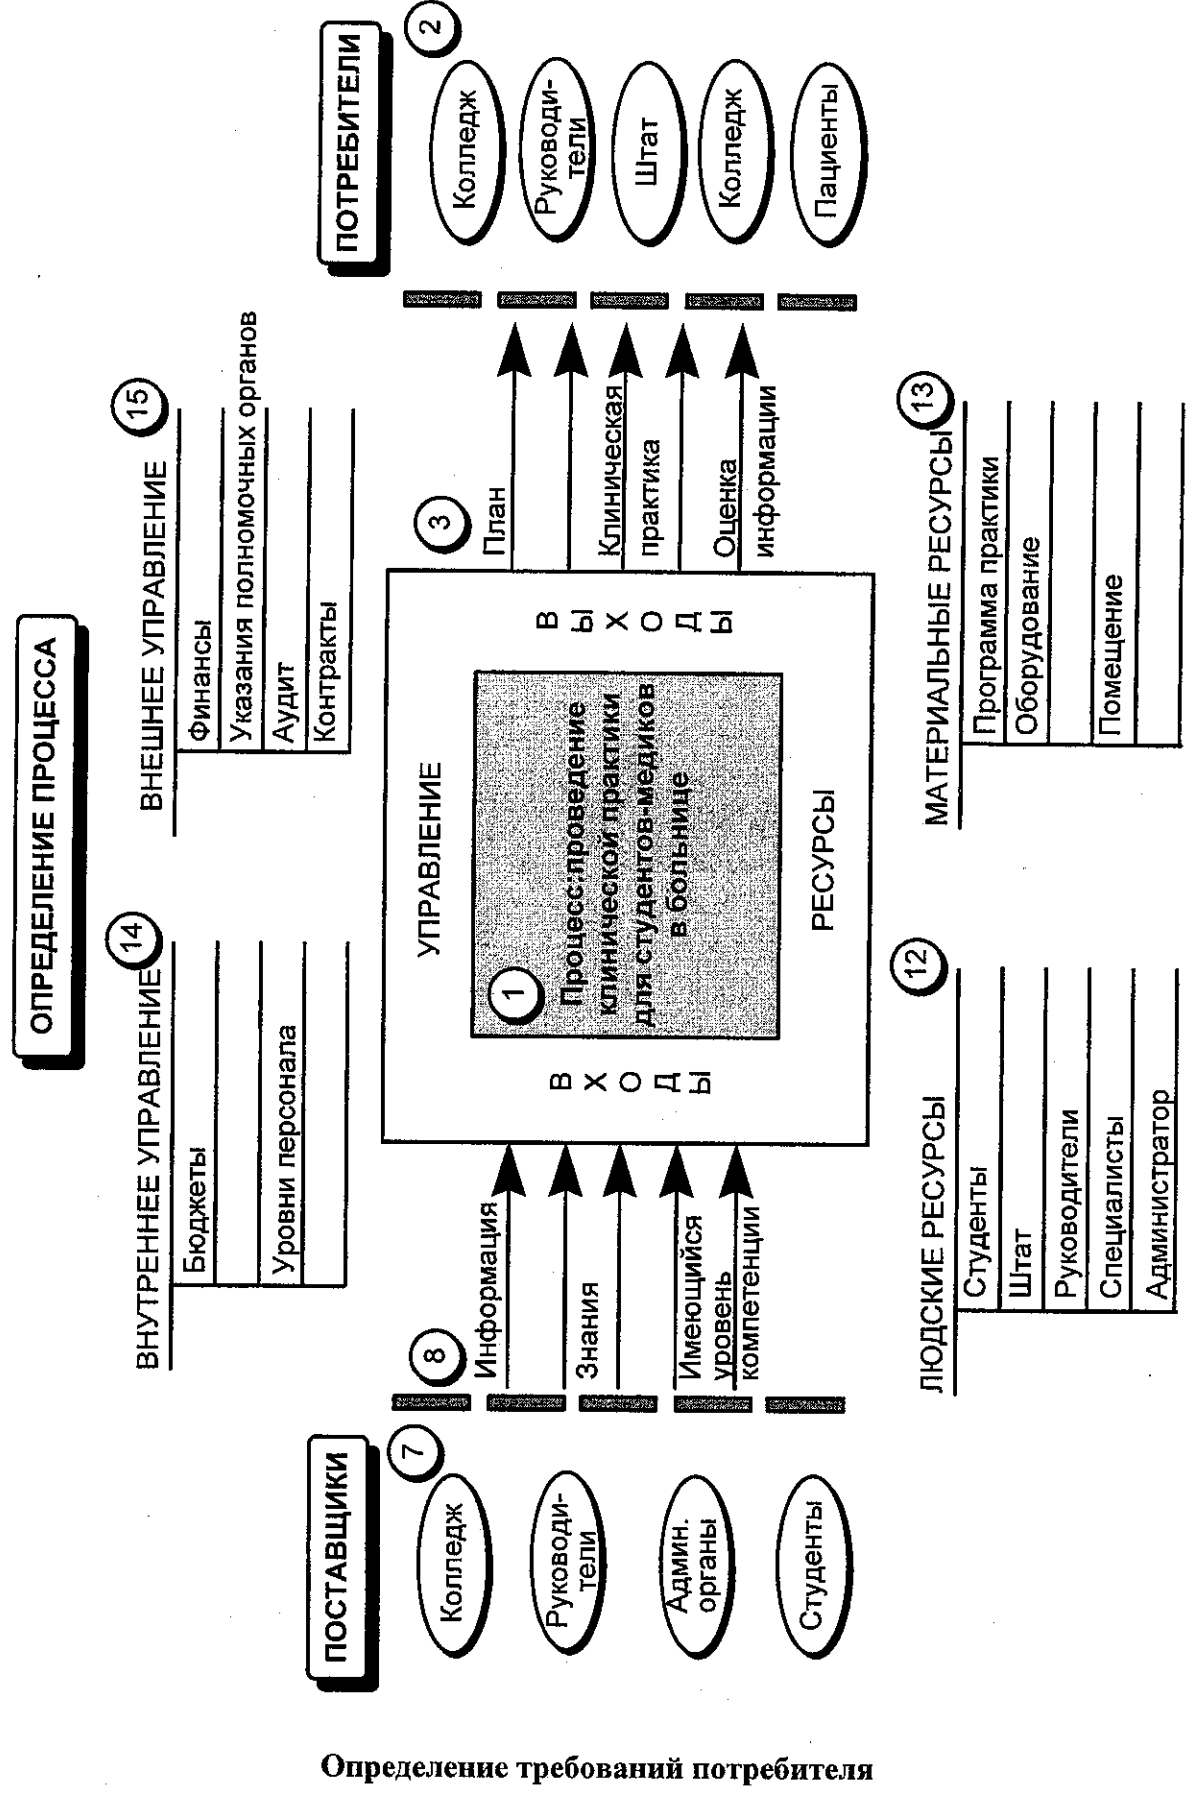 ОПРЕДЕЛЕНИЕ ПРОЦЕССА
ВНУТРЕННЕЕ УПРАВЛЕНИЕ
14
Бюджеты
Уровни персонала
ВНЕШНЕЕ УПРАВЛЕНИЕ
15
Финансы
Указания полномочных органов
Аудит
Контракты
ПОСТАВЩИКИ
7
Колледж
Руководи-
тели
Админ.
органы
Студенты
8
Информация
Знания
Имеющийся
уровень
компетенции
УПРАВЛЕНИЕ
ВХОДЫ
1
Процесс:проведение
клинической практики
для студентов-медиков
в больнице
ВЫХОДЫ
РЕСУРСЫ
3
План
Клиническая
практика
Оценка
информации
ПОТРЕБИТЕЛИ
2
Колледж
Руководи-
тели
Штат
Колледж
Пациенты
ЛЮДСКИЕ РЕСУРСЫ
12
Студенты
Штат
Руководители
Специалисты
Администратор
МАТЕРИАЛЬНЫЕ РЕСУРСЫ
13
Программа практики
Оборудование
Помещение
Определение требований потребителя